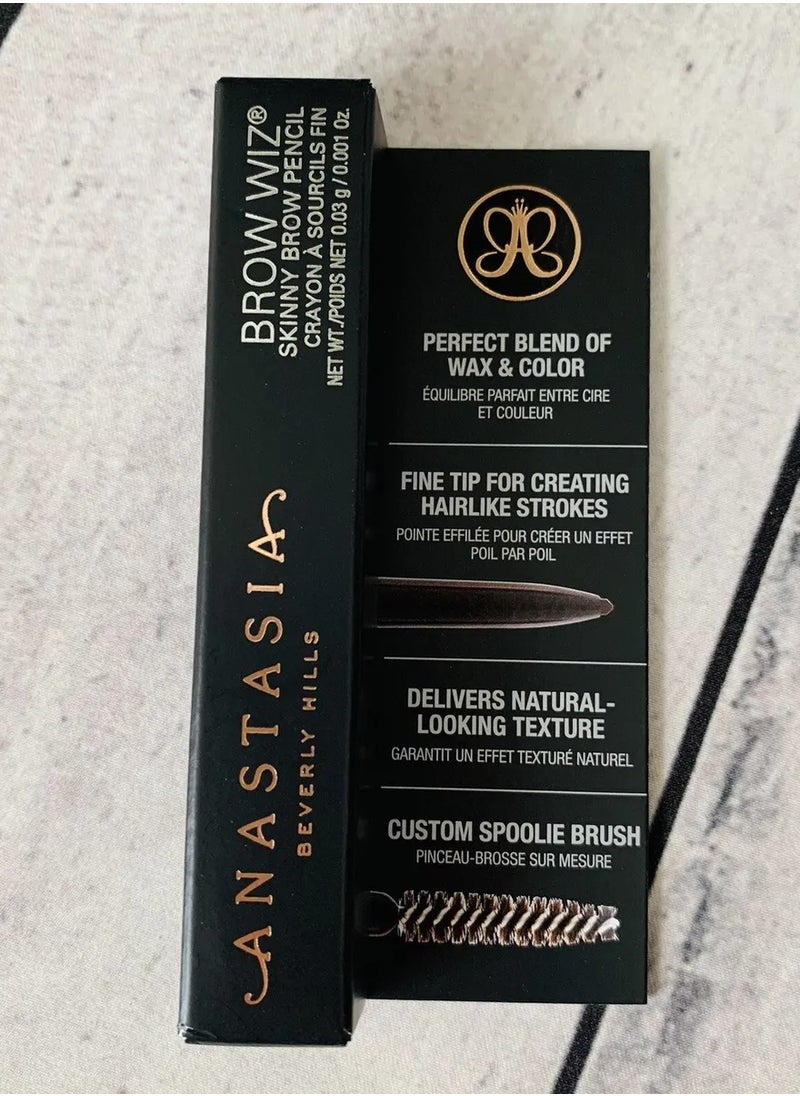 BROW WIZ®
SKINNY BROW PENCIL
CRAYON À SOURCILS FIN
NET WT./POIDS NET 0.03 g / 0.001 Oz.
ANASTASIA
BEVERLY HILLS
A
PERFECT BLEND OF
WAX & COLOR
ÉQUILIBRE PARFAIT ENTRE CIRE
ET COULEUR
FINE TIP FOR CREATING
HAIRLIKE STROKES
POINTE EFFILÉE POUR CRÉER UN EFFET
POIL PAR POIL
DELIVERS NATURAL-
LOOKING TEXTURE
GARANTIT UN EFFET TEXTURÉ NATUREL
CUSTOM SPOOLIE BRUSH
PINCEAU-BROSSE SUR MESURE